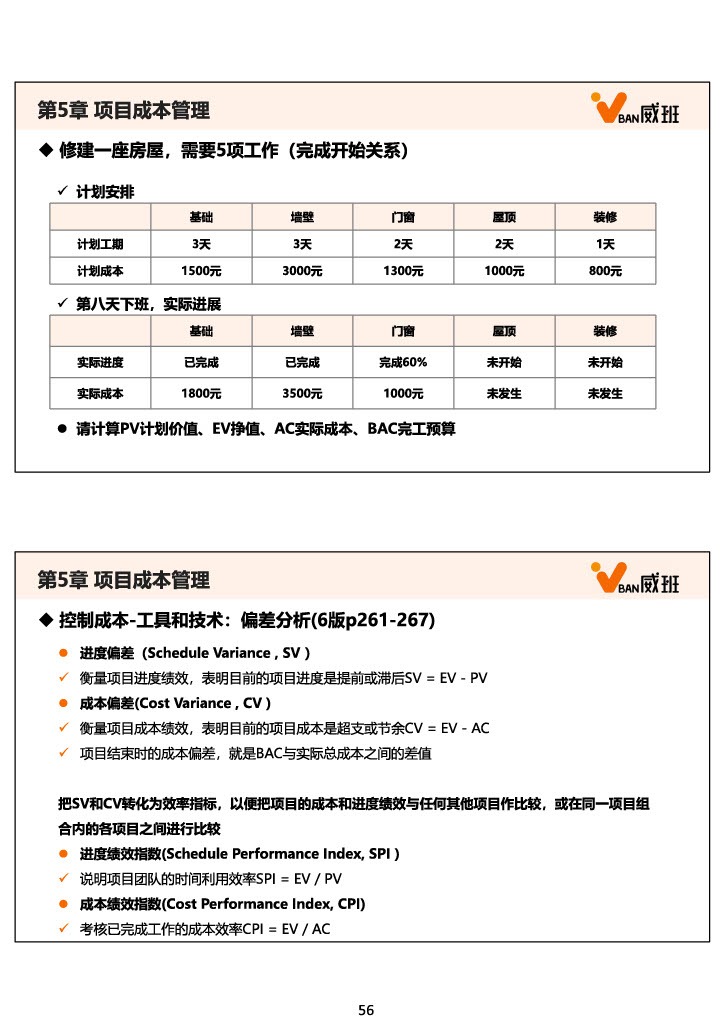 第5章 项目成本管理
VBAN威班
◆ 修建一座房屋，需要5项工作（完成开始关系）
✓ 计划安排
基础 墙壁 门窗 屋顶 装修
计划工期 3天 3天 2天 2天 1天
计划成本 1500元 3000元 1300元 1000元 800元
✓ 第八天下班，实际进展
基础 墙壁 门窗 屋顶 装修
实际进度 已完成 已完成 完成60% 未开始 未开始
实际成本 1800元 3500元 1000元 未发生 未发生
● 请计算PV计划价值、EV挣值、AC实际成本、BAC完工预算
第5章 项目成本管理
VBAN威班
◆ 控制成本-工具和技术：偏差分析(6版p261-267)
● 进度偏差（Schedule Variance , SV ）
✓ 衡量项目进度绩效，表明目前的项目进度是提前或滞后SV = EV - PV
● 成本偏差(Cost Variance , CV )
✓ 衡量项目成本绩效，表明目前的项目成本是超支或节余CV = EV - AC
✓ 项目结束时的成本偏差，就是BAC与实际总成本之间的差值
把SV和CV转化为效率指标，以便把项目的成本和进度绩效与任何其他项目作比较，或在同一项目组
合内的各项目之间进行比较
● 进度绩效指数(Schedule Performance Index, SPI )
✓ 说明项目团队的时间利用效率SPI = EV / PV
● 成本绩效指数(Cost Performance Index, CPI)
✓ 考核已完成工作的成本效率CPI = EV / AC
56